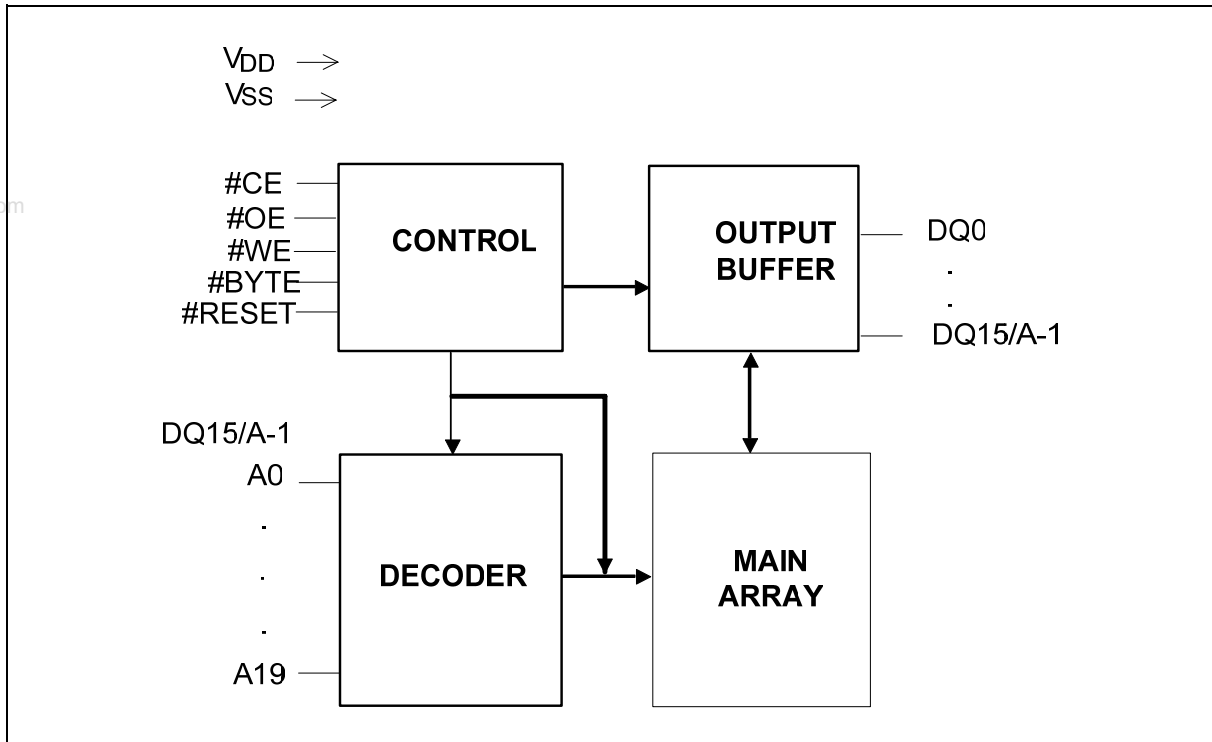 VDD
VSS
#CE
#OE
#WE
#BYTE
#RESET
CONTROL
OUTPUT
BUFFER
DQ0
.
.
DQ15/A-1
om
DQ15/A-1
A0
.
.
.
A19
DECODER
MAIN
ARRAY